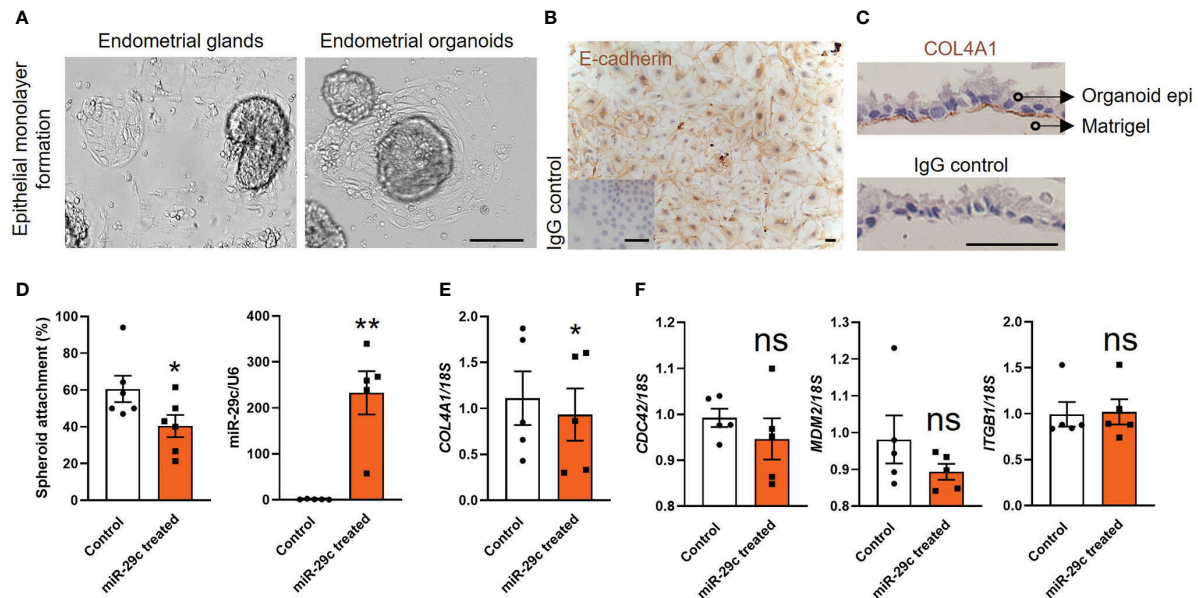 A
Endometrial glands
Endometrial organoids
Epithelial monolayer
formation
B
E-cadherin
IgG control
C
COL4A1
Organoid epi
Matrigel
IgG control
D
Spheroid attachment (%)
100
80
60
40
20
0
*
Control
miR-29c treated
miR-29c/U6
400
300
200
100
0
**
Control
miR-29c treated
E
COL4A1/18S
2.0
1.5
1.0
0.5
0.0
*
Control
miR-29c treated
F
CDC42/18S
1.2
1.1
1.0
0.9
0.8
ns
Control
miR-29c treated
MDM2/18S
1.3
1.2
1.1
1.0
0.9
0.8
ns
Control
miR-29c treated
ITGB1/18S
2.0
1.5
1.0
0.5
0.0
ns
Control
miR-29c treated